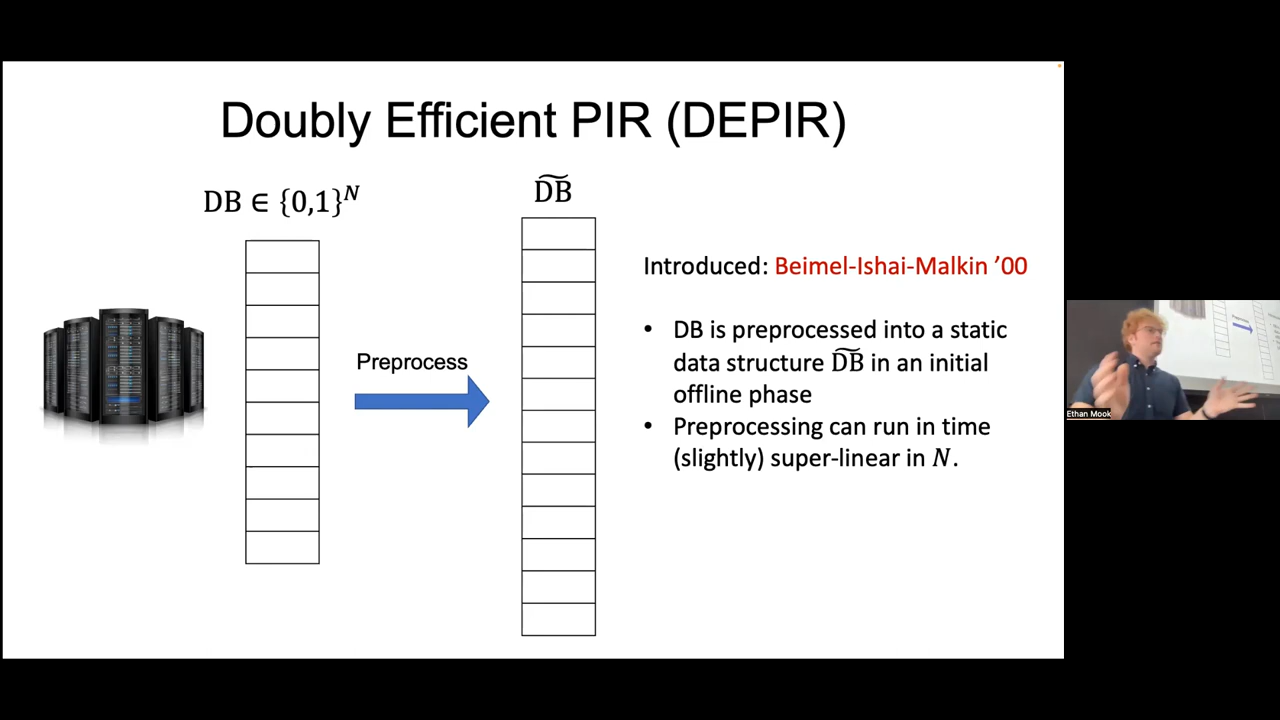 Doubly Efficient PIR (DEPIR)
DB ∈ {0,1}^N
D͠B
Preprocess
Introduced: Beimel-Ishai-Malkin ’00
• DB is preprocessed into a static
data structure D͠B in an initial
offline phase
• Preprocessing can run in time
(slightly) super-linear in N.
Ethan Mook